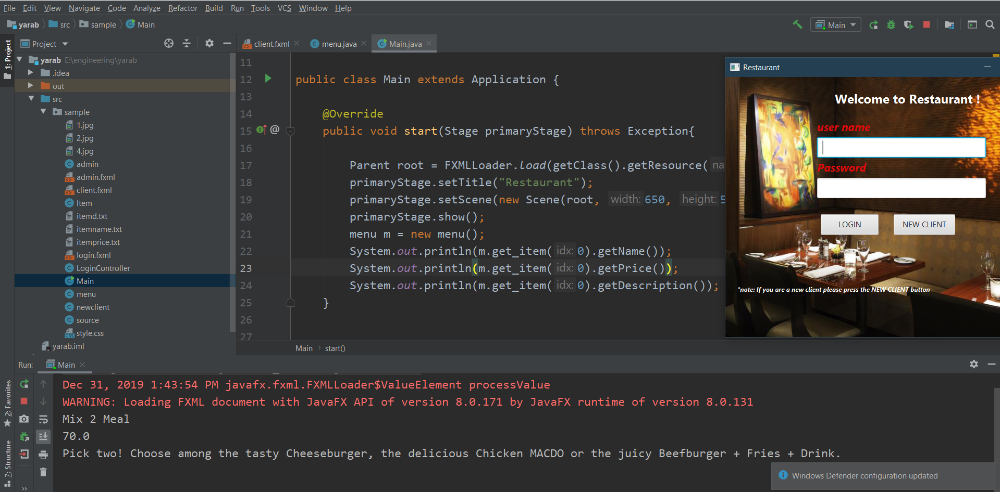 File Edit View Navigate Code Analyze Refactor Build Run Tools VCS Window Help
yarab src sample Main
Main
1: Project
Project
client.fxml menu.java Main.java
yarab E:\engineering\yarab
.idea
out
src
sample
1.jpg
2.jpg
4.jpg
admin
admin.fxml
client.fxml
Item
itemd.txt
itemname.txt
itemprice.txt
login.fxml
LoginController
Main
menu
newclient
source
style.css
yarab.iml
11
12 public class Main extends Application {
13
14 @Override
15 @ public void start(Stage primaryStage) throws Exception{
16
17 Parent root = FXMLLoader.load(getClass().getResource( na
18 primaryStage.setTitle("Restaurant");
19 primaryStage.setScene(new Scene(root, width: 650, height: 5
20 primaryStage.show();
21 menu m = new menu();
22 System.out.println(m.get_item( idx: 0).getName());
23 System.out.println(m.get_item( idx: 0).getPrice());
24 System.out.println(m.get_item( idx: 0).getDescription());
25 }
26
27
Main start()
Restaurant
Welcome to Restaurant !
user name
Password
LOGIN NEW CLIENT
*note: If you are a new client please press the NEW CLIENT button
Run: Main
Dec 31, 2019 1:43:54 PM javafx.fxml.FXMLLoader$ValueElement processValue
WARNING: Loading FXML document with JavaFX API of version 8.0.171 by JavaFX runtime of version 8.0.131
Mix 2 Meal
70.0
Pick two! Choose among the tasty Cheeseburger, the delicious Chicken MACDO or the juicy Beefburger + Fries + Drink.
2: Favorites
7: Structure
Windows Defender configuration updated